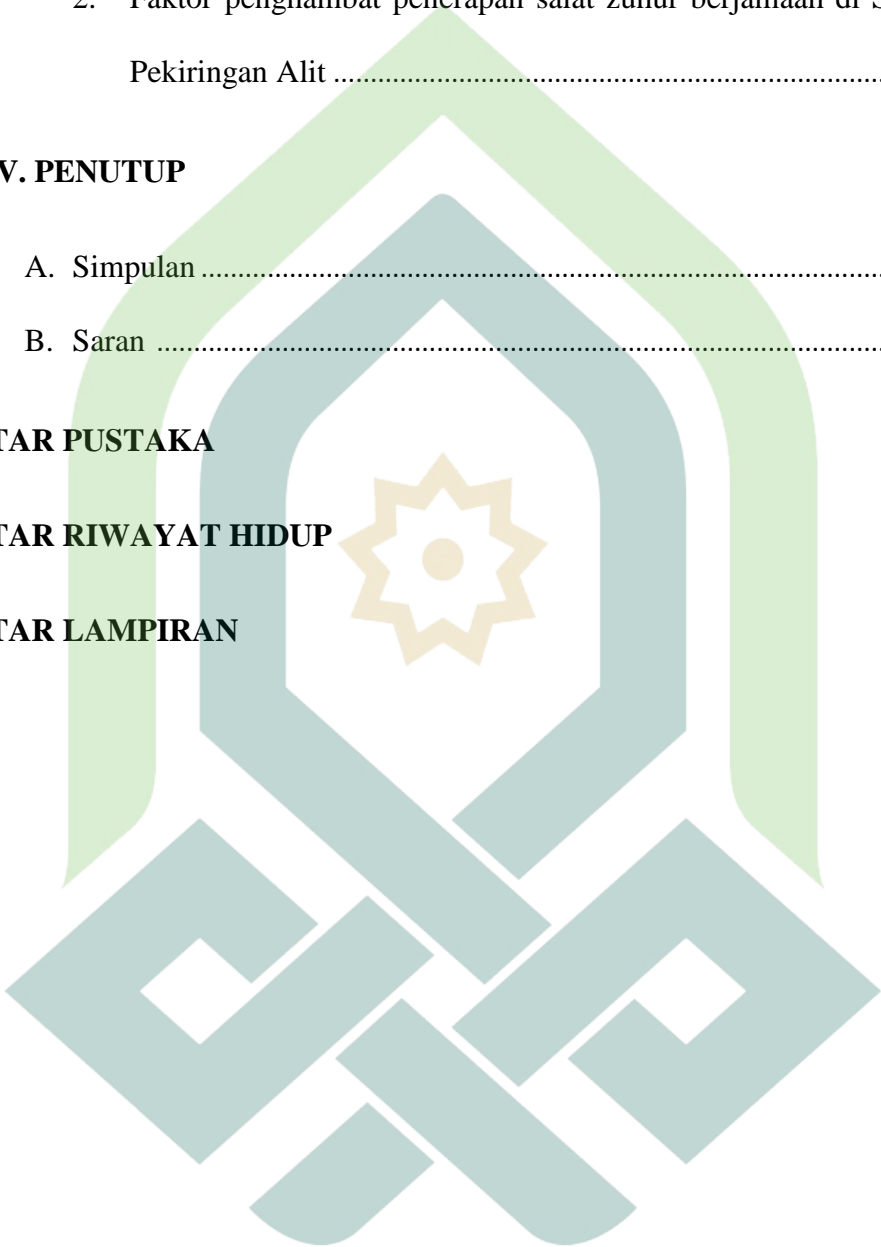 2. Faktor penghambat penerapan salat zuhur berjamaah di S
Pekiringan Alit ........................................................................
V. PENUTUP
A. Simpulan .........................................................................................
B. Saran ...............................................................................................
TAR PUSTAKA
TAR RIWAYAT HIDUP
TAR LAMPIRAN